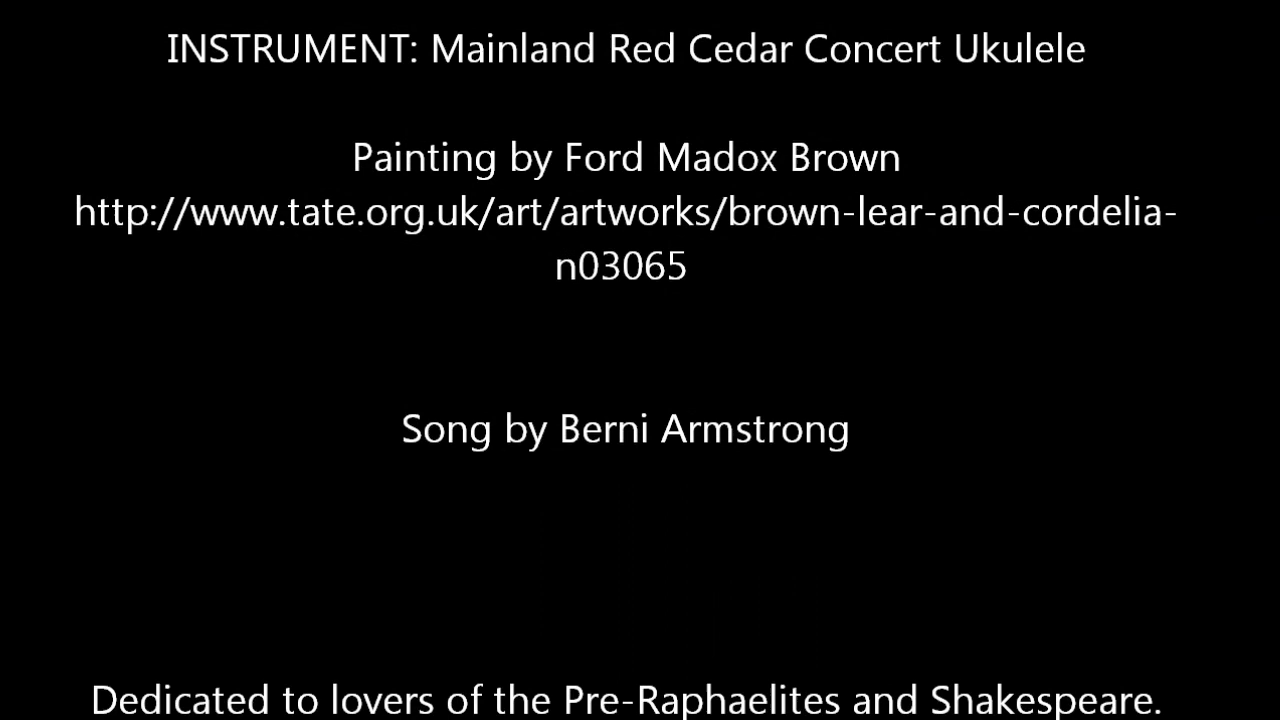 INSTRUMENT: Mainland Red Cedar Concert Ukulele
Painting by Ford Madox Brown
http://www.tate.org.uk/art/artworks/brown-lear-and-cordelia-
n03065
Song by Berni Armstrong
Dedicated to lovers of the Pre-Raphaelites and Shakespeare.